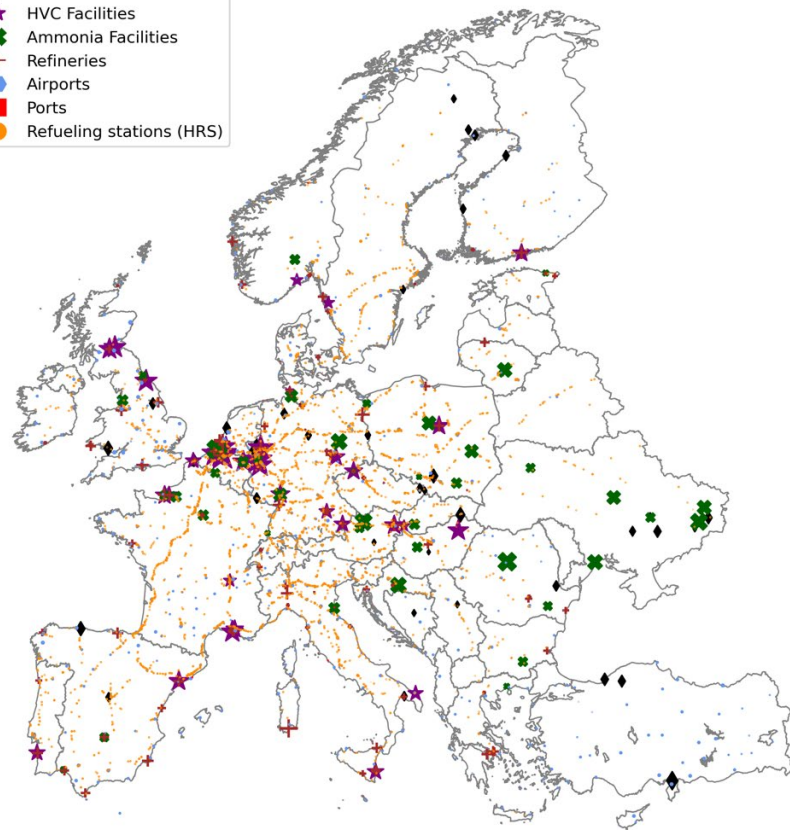 HVC Facilities
Ammonia Facilities
Refineries
Airports
Ports
Refueling stations (HRS)